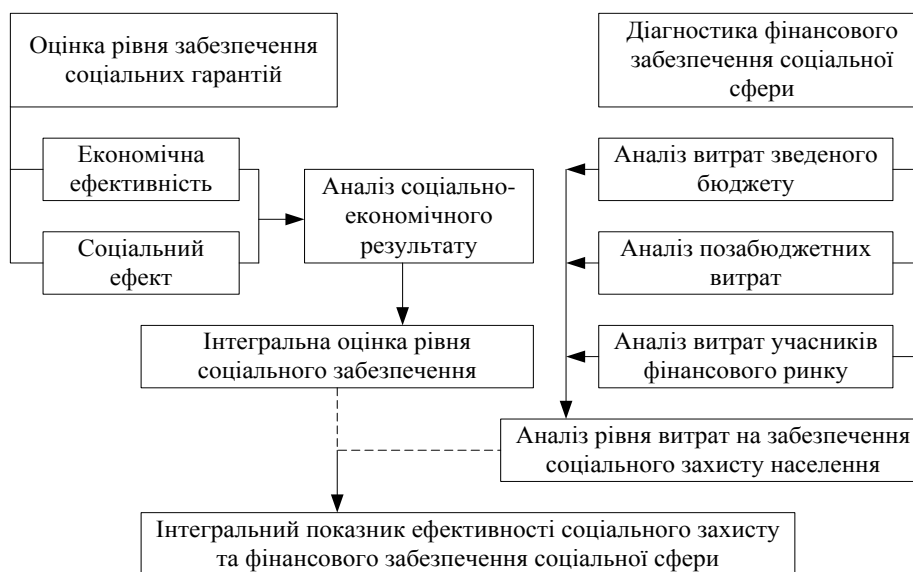 Оцінка рівня забезпечення
соціальних гарантій
Діагностика фінансового
забезпечення соціальної
сфери
Економічна
ефективність
Соціальний
ефект
Аналіз соціально-
економічного
результату
Аналіз витрат зведеного
бюджету
Аналіз позабюджетних
витрат
Аналіз витрат учасників
фінансового ринку
Інтегральна оцінка рівня
соціального забезпечення
Аналіз рівня витрат на забезпечення
соціального захисту населення
Інтегральний показник ефективності соціального захисту
та фінансового забезпечення соціальної сфери